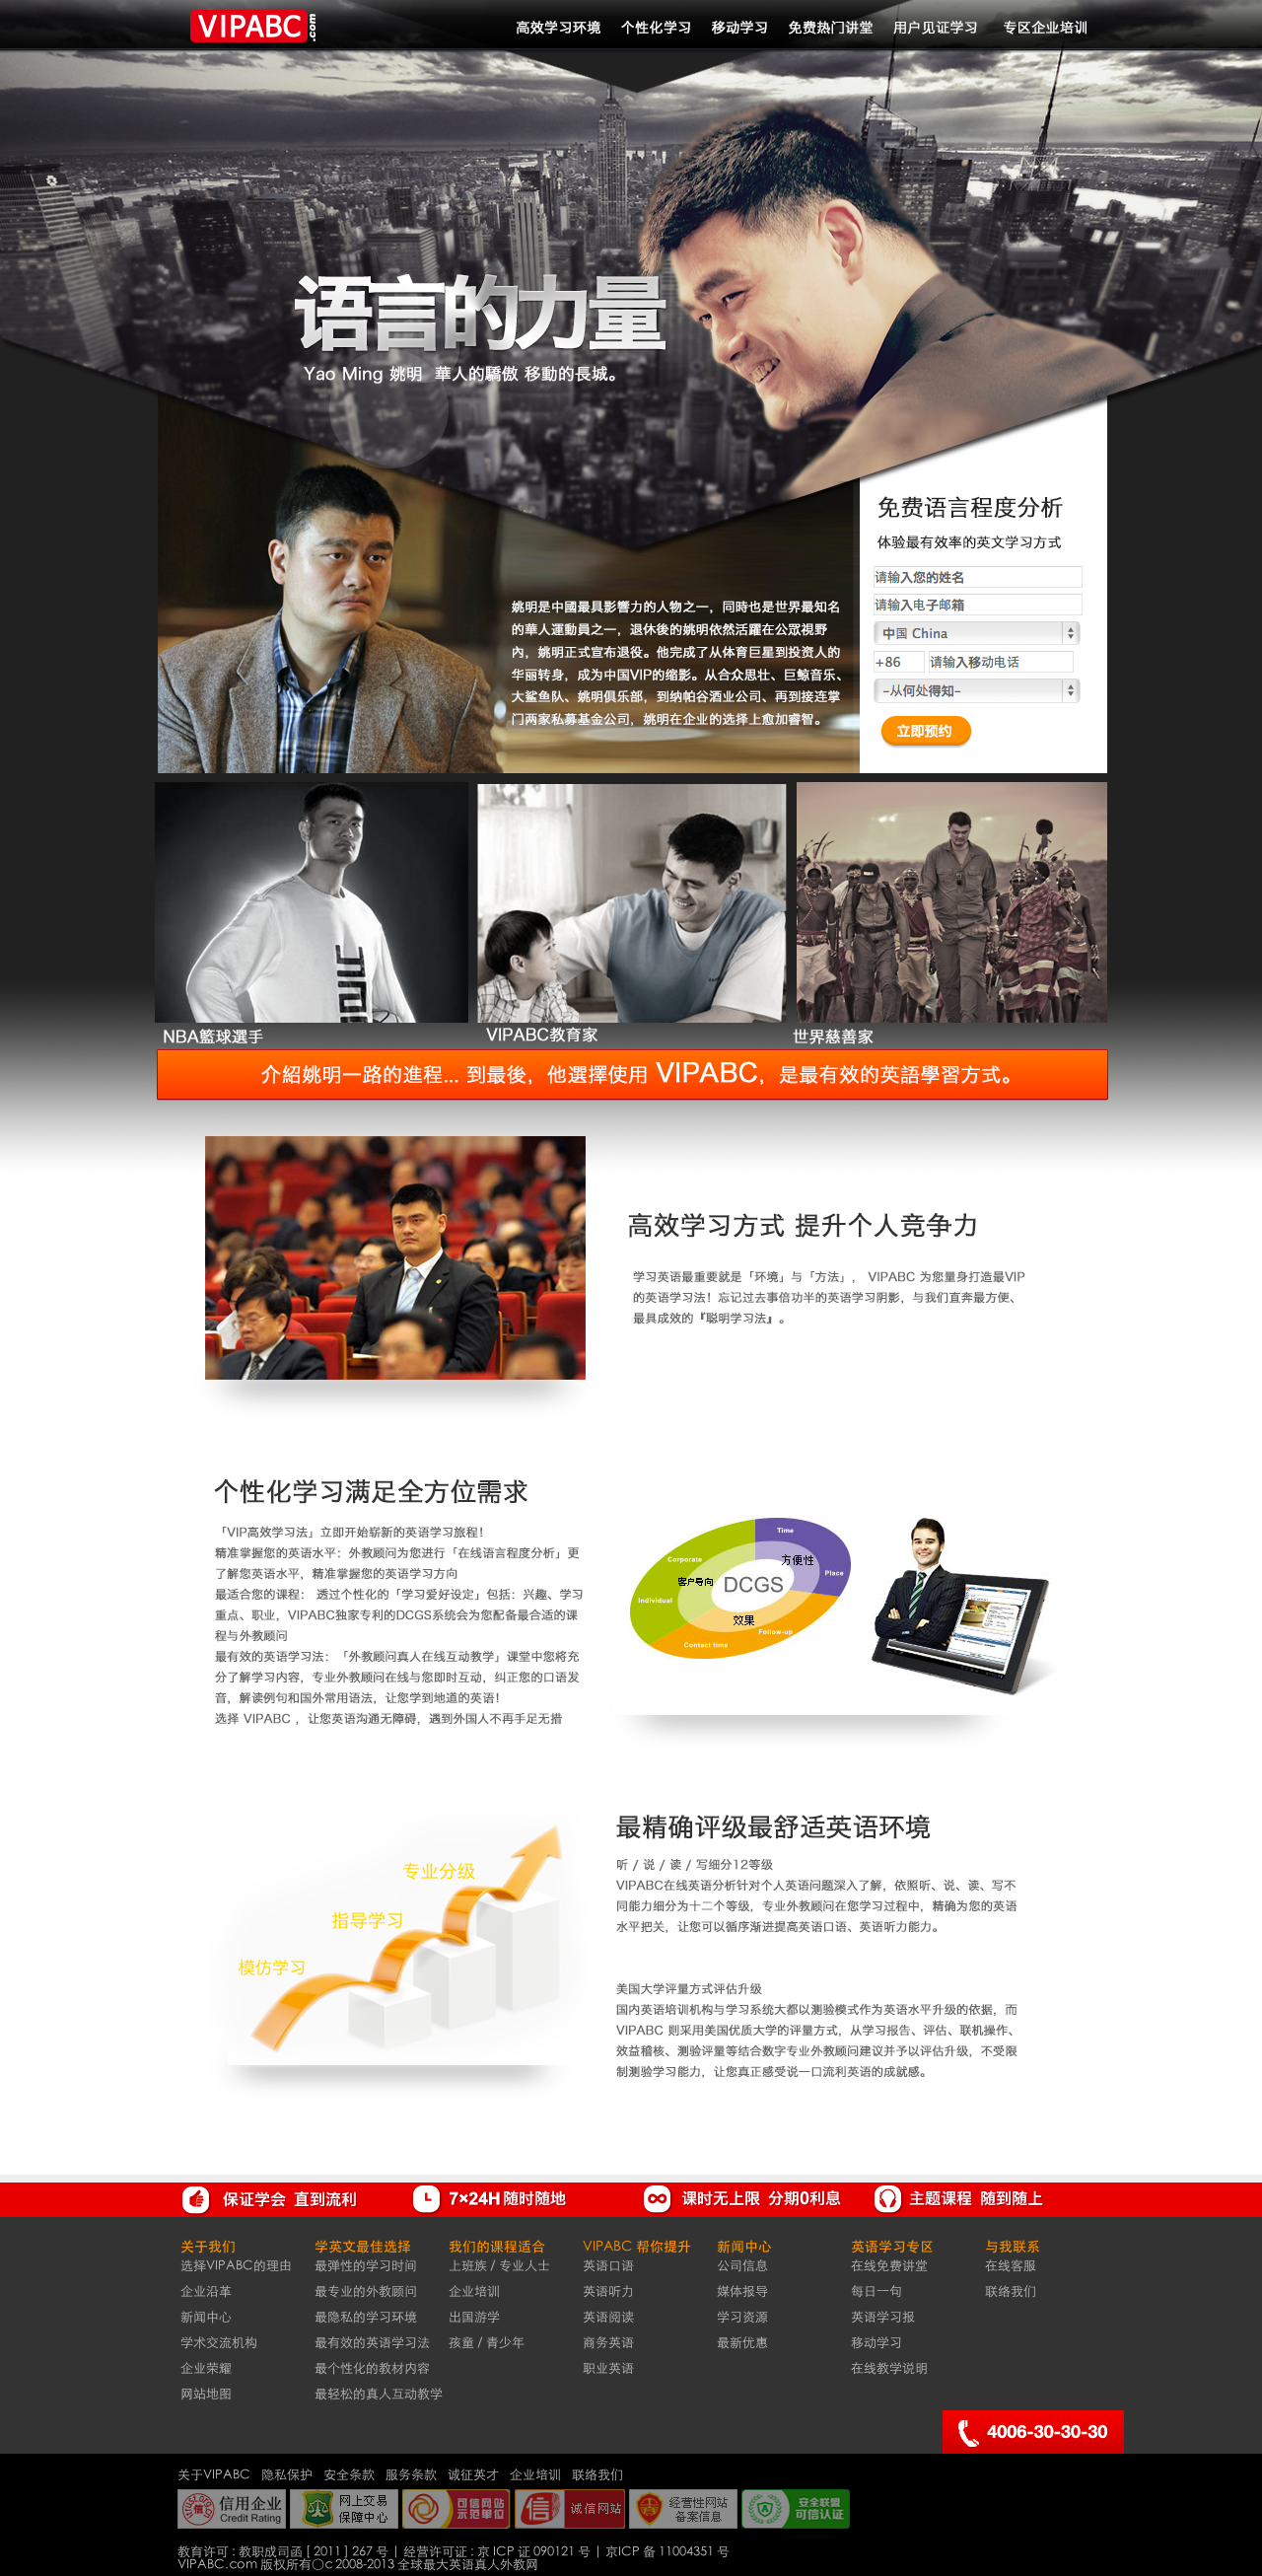 VIPABC.com
高效学习环境 个性化学习 移动学习 免费热门讲堂 用户见证学习 专区企业培训
语言的力量
Yao Ming 姚明 華人的驕傲 移動的長城。
姚明是中國最具影響力的人物之一，同時也是世界最知名
的華人運動員之一，退休後的姚明依然活躍在公眾視野
內，姚明正式宣布退役。他完成了从体育巨星到投资人的
华丽转身，成为中国VIP的缩影。从合众思壮、巨鲸音乐、
大鲨鱼队、姚明俱乐部，到纳帕谷酒业公司、再到接连掌
门两家私募基金公司，姚明在企业的选择上愈加睿智。
免费语言程度分析
体验最有效率的英文学习方式
请输入您的姓名
请输入电子邮箱
中国 China
+86 请输入移动电话
-从何处得知-
立即预约
NBA籃球選手
VIPABC教育家
世界慈善家
介紹姚明一路的進程... 到最後，他選擇使用 VIPABC，是最有效的英語學習方式。
高效学习方式 提升个人竞争力
学习英语最重要就是「环境」与「方法」， VIPABC 为您量身打造最VIP
的英语学习法！忘记过去事倍功半的英语学习阴影，与我们直奔最方便、
最具成效的『聪明学习法』。
个性化学习满足全方位需求
「VIP高效学习法」立即开始崭新的英语学习旅程！
精准掌握您的英语水平：外教顾问为您进行「在线语言程度分析」更
了解您英语水平，精准掌握您的英语学习方向
最适合您的课程： 透过个性化的「学习爱好设定」包括：兴趣、学习
重点、职业，VIPABC独家专利的DCGS系统会为您配备最合适的课
程与外教顾问
最有效的英语学习法：「外教顾问真人在线互动教学」课堂中您将充
分了解学习内容，专业外教顾问在线与您即时互动，纠正您的口语发
音，解读例句和国外常用语法，让您学到地道的英语！
选择 VIPABC ，让您英语沟通无障碍，遇到外国人不再手足无措
Time
Corporate
方便性
Place
客户导向
DCGS
Individual
效果
Follow-up
Contact time
最精确评级最舒适英语环境
听 / 说 / 读 / 写细分12等级
VIPABC在线英语分析针对个人英语问题深入了解，依照听、说、读、写不
同能力细分为十二个等级，专业外教顾问在您学习过程中，精确为您的英语
水平把关，让您可以循序渐进提高英语口语、英语听力能力。
专业分级
指导学习
模仿学习
美国大学评量方式评估升级
国内英语培训机构与学习系统大都以测验模式作为英语水平升级的依据，而
VIPABC 则采用美国优质大学的评量方式，从学习报告、评估、联机操作、
效益稽核、测验评量等结合数字专业外教顾问建议并予以评估升级，不受限
制测验学习能力，让您真正感受说一口流利英语的成就感。
保证学会 直到流利 7×24H 随时随地 课时无上限 分期0利息 主题课程 随到随上
关于我们 学英文最佳选择 我们的课程适合 VIPABC 帮你提升 新闻中心 英语学习专区 与我联系
选择VIPABC的理由 最弹性的学习时间 上班族 / 专业人士 英语口语 公司信息 在线免费讲堂 在线客服
企业沿革 最专业的外教顾问 企业培训 英语听力 媒体报导 每日一句 联络我们
新闻中心 最隐私的学习环境 出国游学 英语阅读 学习资源 英语学习报
学术交流机构 最有效的英语学习法 孩童 / 青少年 商务英语 最新优惠 移动学习
企业荣耀 最个性化的教材内容 职业英语 在线教学说明
网站地图 最轻松的真人互动教学
4006-30-30-30
关于VIPABC 隐私保护 安全条款 服务条款 诚征英才 企业培训 联络我们
信用企业 Credit Rating
网上交易 保障中心
可信网站 示范单位
诚信网站
经营性网站 备案信息
安全联盟 可信认证
教育许可 : 教职成司函 [ 2011 ] 267 号 | 经营许可证 : 京 ICP 证 090121 号 | 京ICP 备 11004351 号
VIPABC.com 版权所有○c 2008-2013 全球最大英语真人外教网